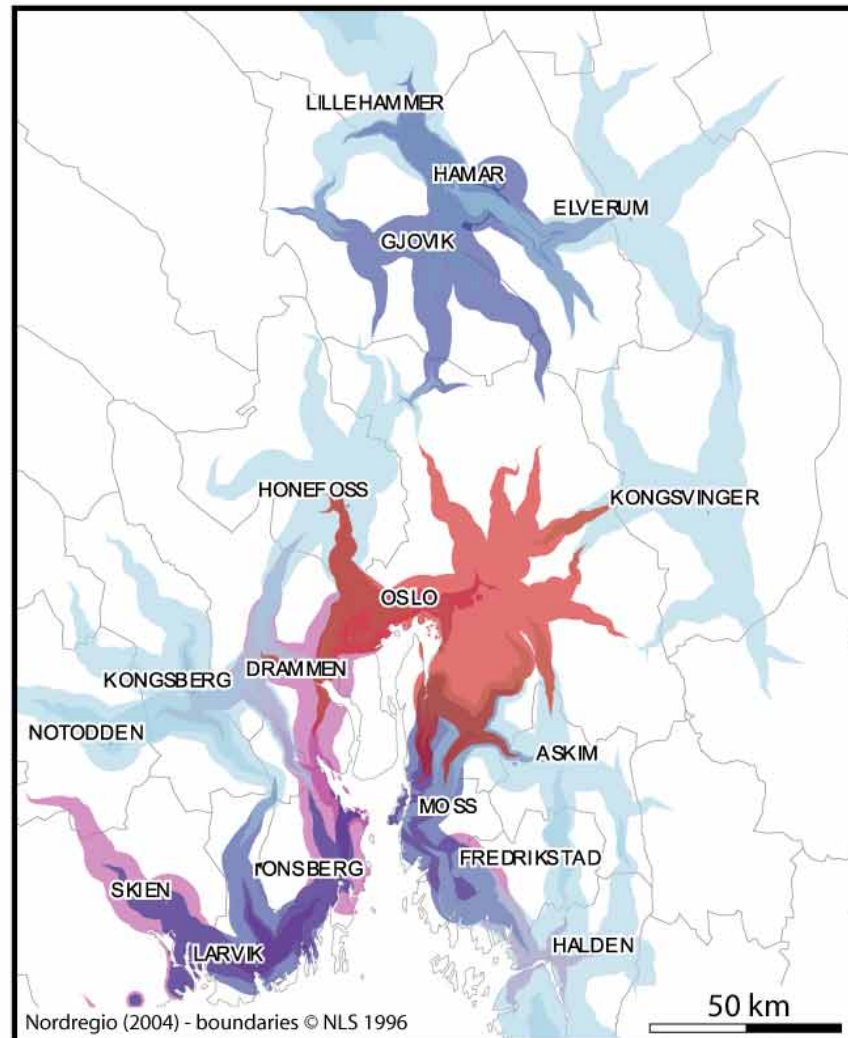 LILLEHAMMER
HAMAR
ELVERUM
GJOVIK
HONEFOSS
KONGSVINGER
OSLO
DRAMMEN
KONGSBERG
NOTODDEN
ASKIM
MOSS
TONSBERG
FREDRIKSTAD
SKIEN
LARVIK
HALDEN
50 km
Nordregio (2004) - boundaries © NLS 1996